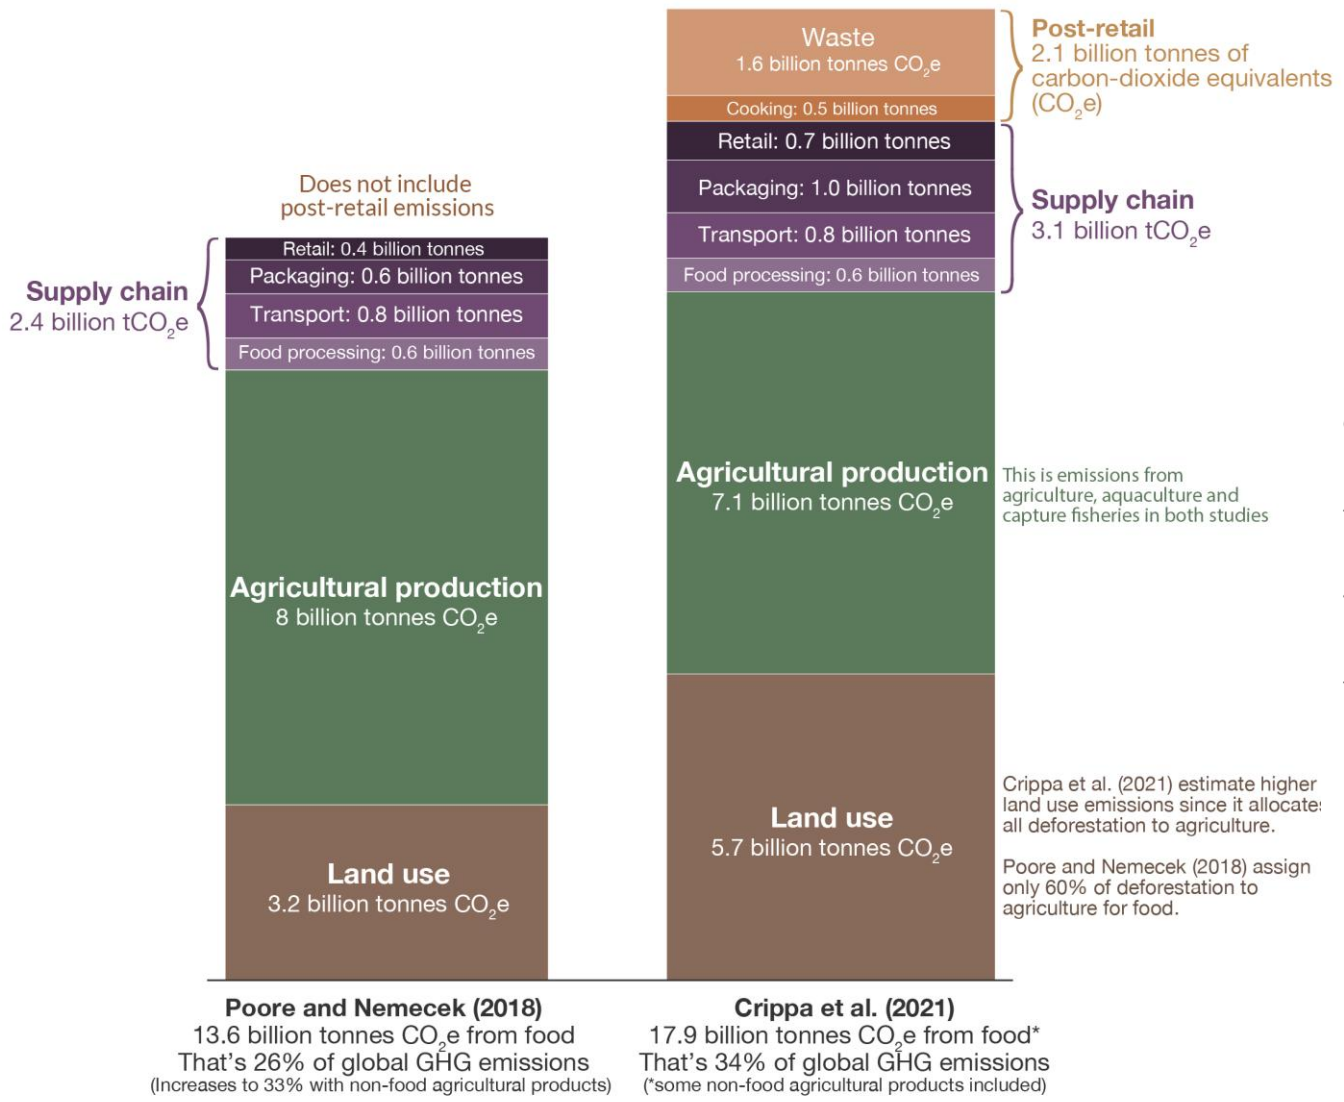 Does not include
post-retail emissions
Supply chain
2.4 billion tCO₂e
Retail: 0.4 billion tonnes
Packaging: 0.6 billion tonnes
Transport: 0.8 billion tonnes
Food processing: 0.6 billion tonnes
Agricultural production
8 billion tonnes CO₂e
Land use
3.2 billion tonnes CO₂e
Poore and Nemecek (2018)
13.6 billion tonnes CO₂e from food
That's 26% of global GHG emissions
(Increases to 33% with non-food agricultural products)
Waste
1.6 billion tonnes CO₂e
Cooking: 0.5 billion tonnes
Retail: 0.7 billion tonnes
Packaging: 1.0 billion tonnes
Transport: 0.8 billion tonnes
Food processing: 0.6 billion tonnes
Agricultural production
7.1 billion tonnes CO₂e
Land use
5.7 billion tonnes CO₂e
Crippa et al. (2021)
17.9 billion tonnes CO₂e from food*
That's 34% of global GHG emissions
(*some non-food agricultural products included)
Post-retail
2.1 billion tonnes of
carbon-dioxide equivalents
(CO₂e)
Supply chain
3.1 billion tCO₂e
This is emissions from
agriculture, aquaculture and
capture fisheries in both studies
Crippa et al. (2021) estimate higher
land use emissions since it allocates
all deforestation to agriculture.
Poore and Nemecek (2018) assign
only 60% of deforestation to
agriculture for food.